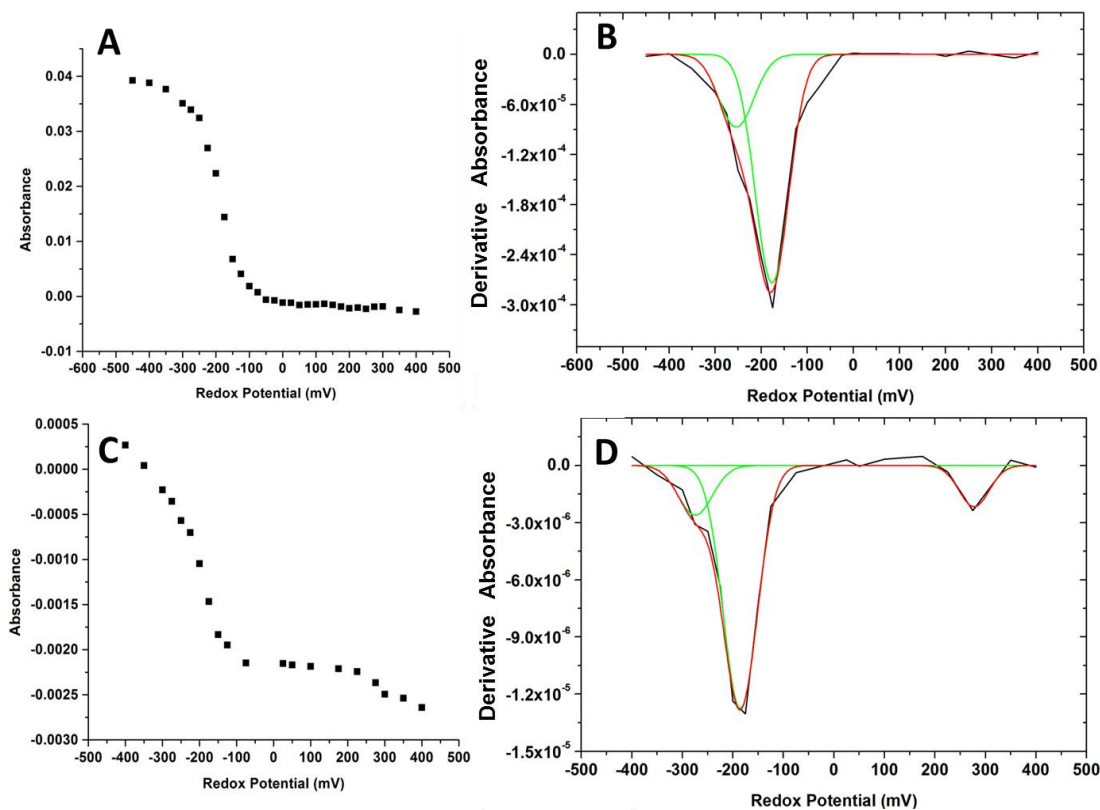 A
0.04
0.03
0.02
0.01
0.00
-0.01
-600 -500 -400 -300 -200 -100 0 100 200 300 400 500
Absorbance
Redox Potential (mV)
B
0.0
-6.0x10⁻⁵
-1.2x10⁻⁴
-1.8x10⁻⁴
-2.4x10⁻⁴
-3.0x10⁻⁴
-600 -500 -400 -300 -200 -100 0 100 200 300 400 500
Derivative Absorbance
Redox Potential (mV)
C
0.0005
0.0000
-0.0005
-0.0010
-0.0015
-0.0020
-0.0025
-0.0030
-500 -400 -300 -200 -100 0 100 200 300 400 500
Absorbance
Redox Potential (mV)
D
0.0
-3.0x10⁻⁶
-6.0x10⁻⁶
-9.0x10⁻⁶
-1.2x10⁻⁵
-1.5x10⁻⁵
-500 -400 -300 -200 -100 0 100 200 300 400 500
Derivative Absorbance
Redox Potential (mV)